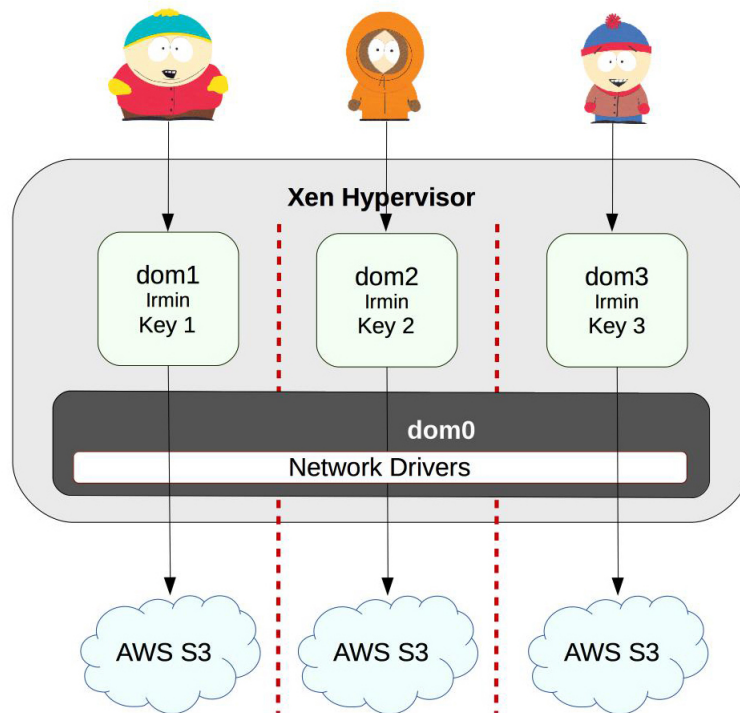 Xen Hypervisor
dom1
Irmin
Key 1
dom2
Irmin
Key 2
dom3
Irmin
Key 3
dom0
Network Drivers
AWS S3
AWS S3
AWS S3